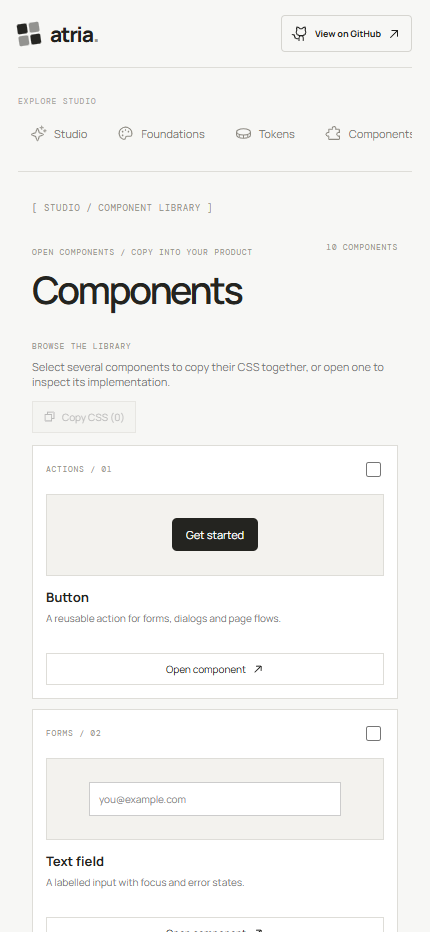 atria.
View on GitHub
EXPLORE STUDIO
Studio
Foundations
Tokens
Components
[ STUDIO / COMPONENT LIBRARY ]
OPEN COMPONENTS / COPY INTO YOUR PRODUCT
10 COMPONENTS
Components
BROWSE THE LIBRARY
Select several components to copy their CSS together, or open one to
inspect its implementation.
Copy CSS (0)
ACTIONS / 01
Get started
Button
A reusable action for forms, dialogs and page flows.
Open component
FORMS / 02
you@example.com
Text field
A labelled input with focus and error states.
Open component